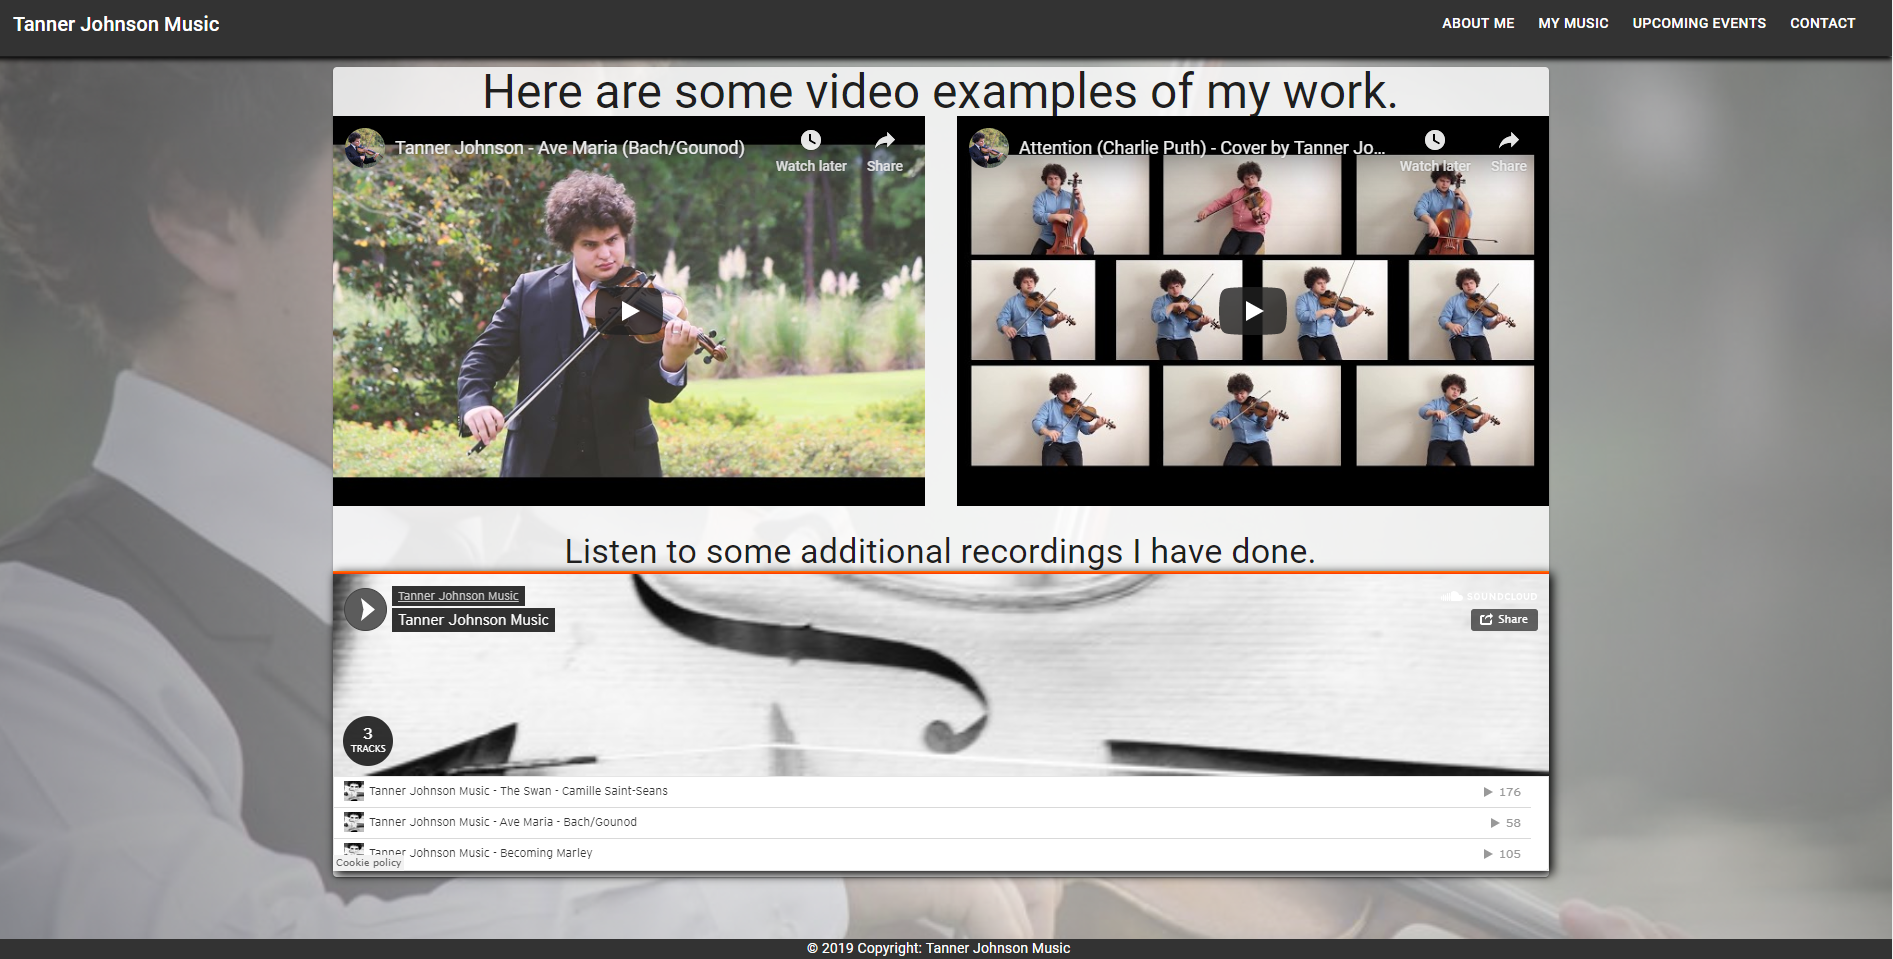 Tanner Johnson Music
ABOUT ME MY MUSIC UPCOMING EVENTS CONTACT
Here are some video examples of my work.
Tanner Johnson - Ave Maria (Bach/Gounod)
Watch later Share
Attention (Charlie Puth) - Cover by Tanner Jo...
Watch later Share
Listen to some additional recordings I have done.
Tanner Johnson Music
Tanner Johnson Music
SOUNDCLOUD
Share
3
TRACKS
Tanner Johnson Music - The Swan - Camille Saint-Seans 176
Tanner Johnson Music - Ave Maria - Bach/Gounod 58
Tanner Johnson Music - Becoming Marley 105
Cookie policy
© 2019 Copyright: Tanner Johnson Music